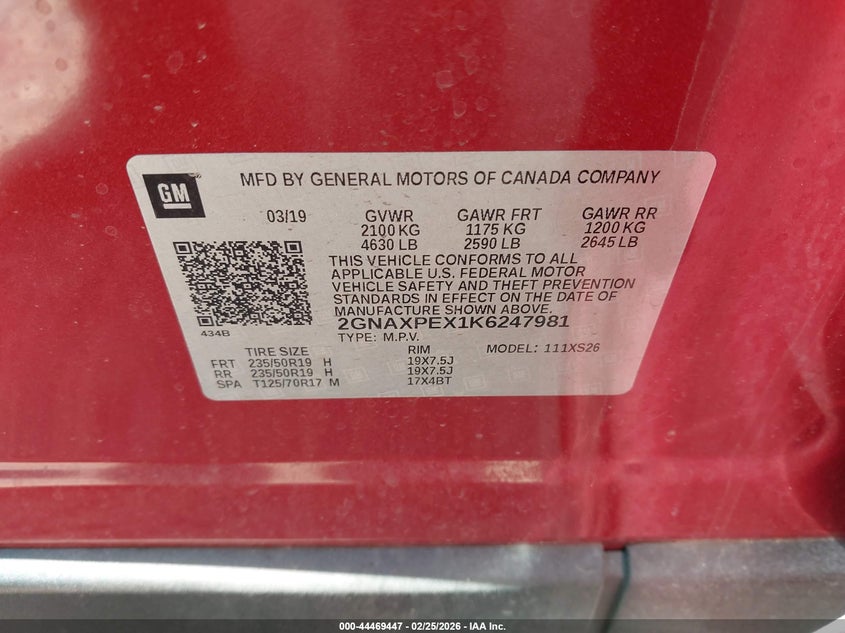 GM
MFD BY GENERAL MOTORS OF CANADA COMPANY
03/19 GVWR GAWR FRT GAWR RR
2100 KG 1175 KG 1200 KG
4630 LB 2590 LB 2645 LB
THIS VEHICLE CONFORMS TO ALL
APPLICABLE U.S. FEDERAL MOTOR
VEHICLE SAFETY AND THEFT PREVENTION
STANDARDS IN EFFECT ON THE DATE OF
MANUFACTURE SHOWN ABOVE.
2GNAXPEX1K6247981
434B
TYPE: M.P.V. MODEL: 111XS26
TIRE SIZE RIM
FRT 235/50R19 H 19X7.5J
RR 235/50R19 H 19X7.5J
SPA T125/70R17 M 17X4BT
000-44469447 — 02/25/2026 — IAA Inc.